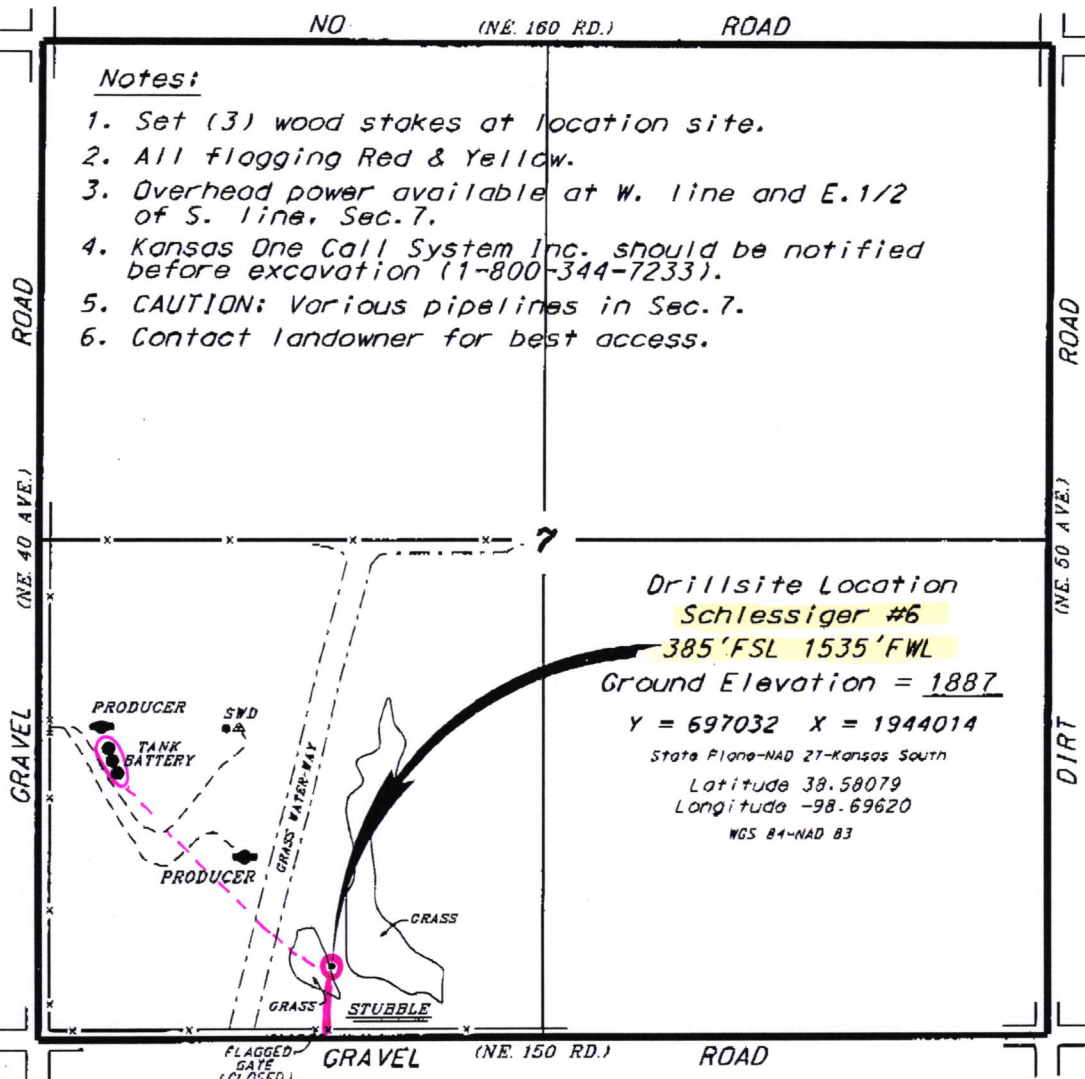 NO (NE. 160 RD.) ROAD
Notes:
1. Set (3) wood stakes at location site.
2. All flagging Red & Yellow.
3. Overhead power available at W. line and E.1/2
of S. line, Sec.7.
4. Kansas One Call System Inc. should be notified
before excavation (1-800-344-7233).
5. CAUTION: Various pipelines in Sec.7.
6. Contact landowner for best access.
GRAVEL (NE. 40 AVE.) ROAD
DIRT (NE. 50 AVE.) ROAD
7
Drillsite Location
Schlessiger #6
385'FSL 1535'FWL
Ground Elevation = 1887
Y = 697032 X = 1944014
State Plane-NAD 27-Kansas South
Latitude 38.58079
Longitude -98.69620
WGS 84-NAD 83
PRODUCER
SWD
TANK
BATTERY
GRASS WATER-WAY
PRODUCER
GRASS
GRASS
STUBBLE
FLAGGED
GATE
(CLOSED)
GRAVEL (NE. 150 RD.) ROAD